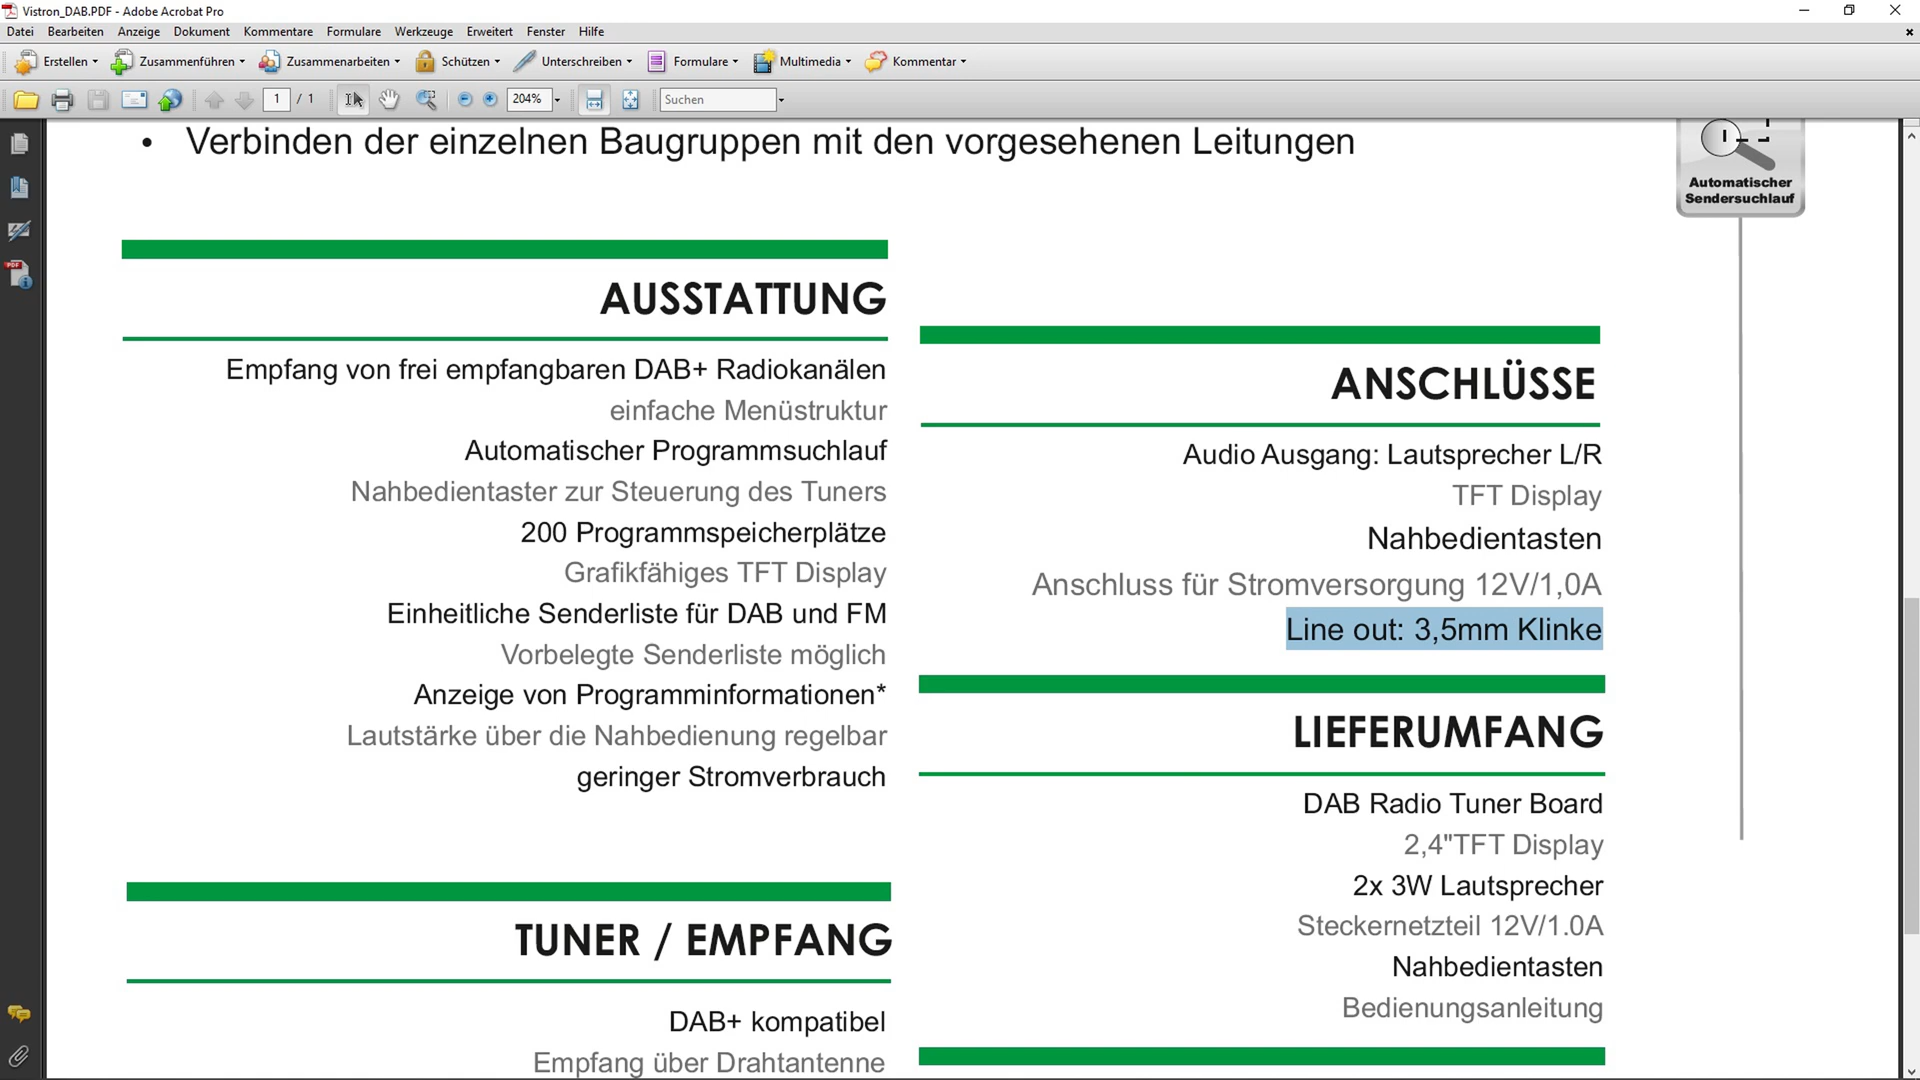 Vistron_DAB.PDF - Adobe Acrobat Pro
Datei Bearbeiten Anzeige Dokument Kommentare Formulare Werkzeuge Erweitert Fenster Hilfe
Erstellen Zusammenführen Zusammenarbeiten Schützen Unterschreiben Formulare Multimedia Kommentar
1 / 1 204% Suchen
• Verbinden der einzelnen Baugruppen mit den vorgesehenen Leitungen
Automatischer
Sendersuchlauf
AUSSTATTUNG
Empfang von frei empfangbaren DAB+ Radiokanälen
einfache Menüstruktur
Automatischer Programmsuchlauf
Nahbedientaster zur Steuerung des Tuners
200 Programmspeicherplätze
Grafikfähiges TFT Display
Einheitliche Senderliste für DAB und FM
Vorbelegte Senderliste möglich
Anzeige von Programminformationen*
Lautstärke über die Nahbedienung regelbar
geringer Stromverbrauch
TUNER / EMPFANG
DAB+ kompatibel
Empfang über Drahtantenne
ANSCHLÜSSE
Audio Ausgang: Lautsprecher L/R
TFT Display
Nahbedientasten
Anschluss für Stromversorgung 12V/1,0A
Line out: 3,5mm Klinke
LIEFERUMFANG
DAB Radio Tuner Board
2,4"TFT Display
2x 3W Lautsprecher
Steckernetzteil 12V/1.0A
Nahbedientasten
Bedienungsanleitung